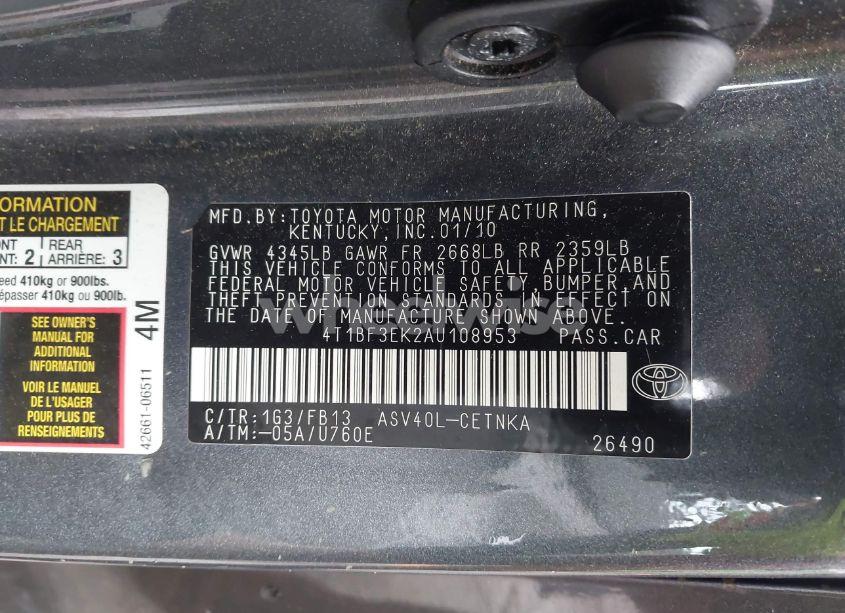 ORMATION
T LE CHARGEMENT
ONT
NT: 2
REAR
ARRIÈRE: 3
eed 410kg or 900lbs.
épasser 410kg ou 900lb.
SEE OWNER'S
MANUAL FOR
ADDITIONAL
INFORMATION
VOIR LE MANUEL
DE L'USAGER
POUR PLUS DE
RENSEIGNEMENTS
4M
42661-06511
MFD.BY:TOYOTA MOTOR MANUFACTURING,
KENTUCKY,INC.01/10
GVWR 4345LB GAWR FR 2668LB RR 2359LB
THIS VEHICLE CONFORMS TO ALL APPLICABLE
FEDERAL MOTOR VEHICLE SAFETY,BUMPER,AND
THEFT PREVENTION STANDARDS IN EFFECT ON
THE DATE OF MANUFACTURE SHOWN ABOVE.
4T1BF3EK2AU108953 PASS.CAR
C/TR:1G3/FB13 ASV40L-CETNKA
A/TM:-05A/U760E
26490